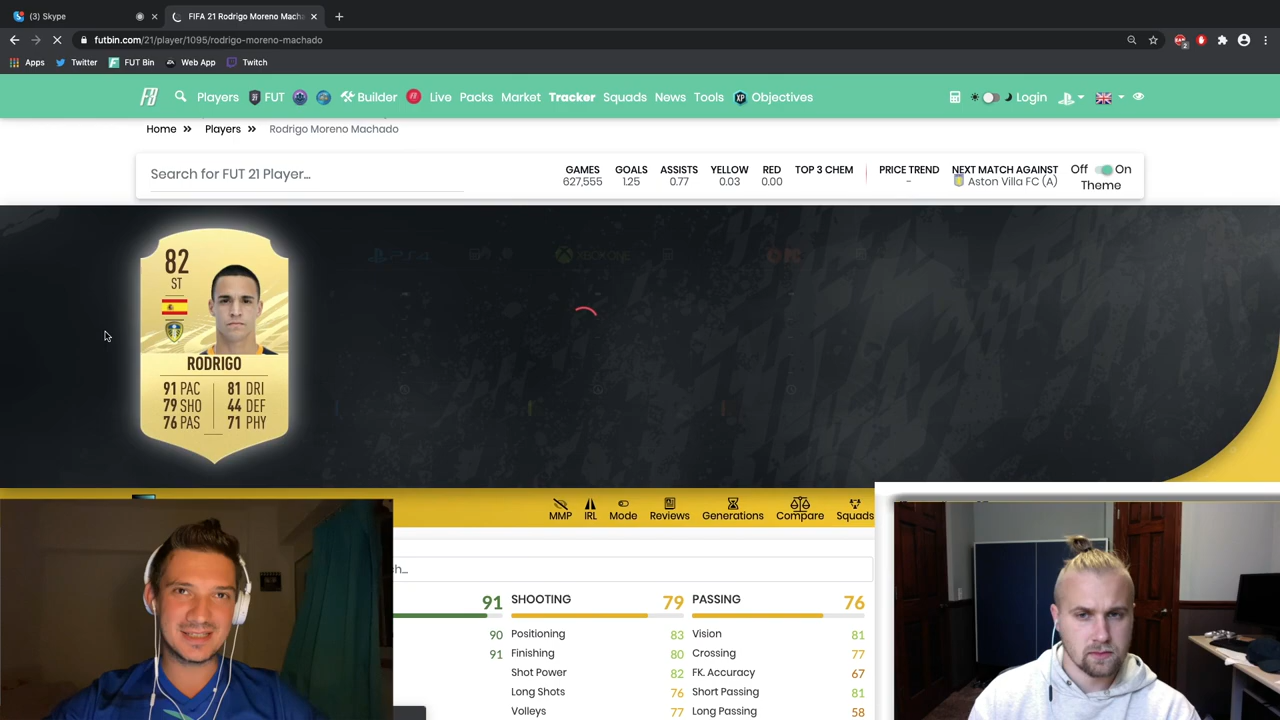 (3) Skype
FIFA 21 Rodrigo Moreno Mach
futbin.com/21/player/1095/rodrigo-moreno-machado
Apps Twitter FUT Bin Web App Twitch
F8 Players FUT Builder Live Packs Market Tracker Squads News Tools XP Objectives Login
Home » Players » Rodrigo Moreno Machado
Search for FUT 21 Player...
GAMES GOALS ASSISTS YELLOW RED TOP 3 CHEM PRICE TREND NEXT MATCH AGAINST
627,555 1.25 0.77 0.03 0.00 - Aston Villa FC (A)
Off On
Theme
82
ST
RODRIGO
91 PAC 81 DRI
79 SHO 44 DEF
76 PAS 71 PHY
PS4 XBOX ONE
MMP IRL Mode Reviews Generations Compare Squads
ch...
91 SHOOTING 79 PASSING 76
90 Positioning 83 Vision 81
91 Finishing 80 Crossing 77
Shot Power 82 FK. Accuracy 67
Long Shots 76 Short Passing 81
Volleys 77 Long Passing 58